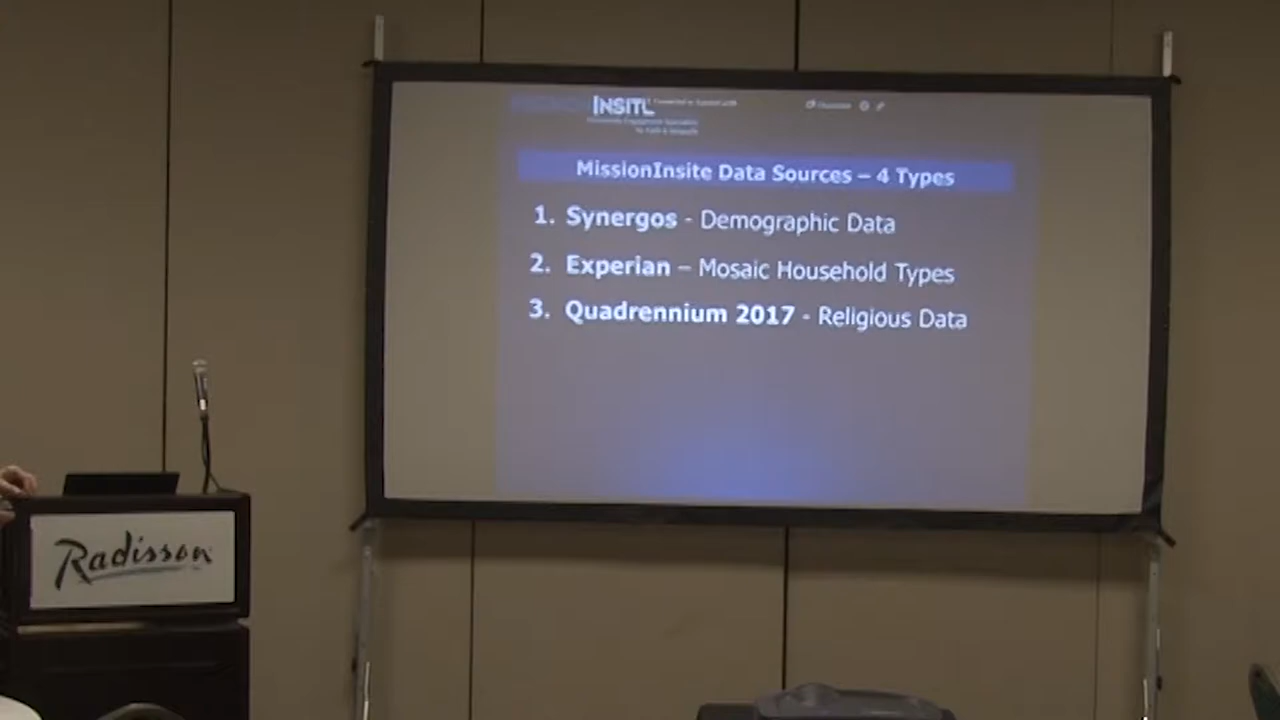 INSITE
MissionInsite Data Sources – 4 Types
1. Synergos - Demographic Data
2. Experian – Mosaic Household Types
3. Quadrennium 2017 - Religious Data
Radisson